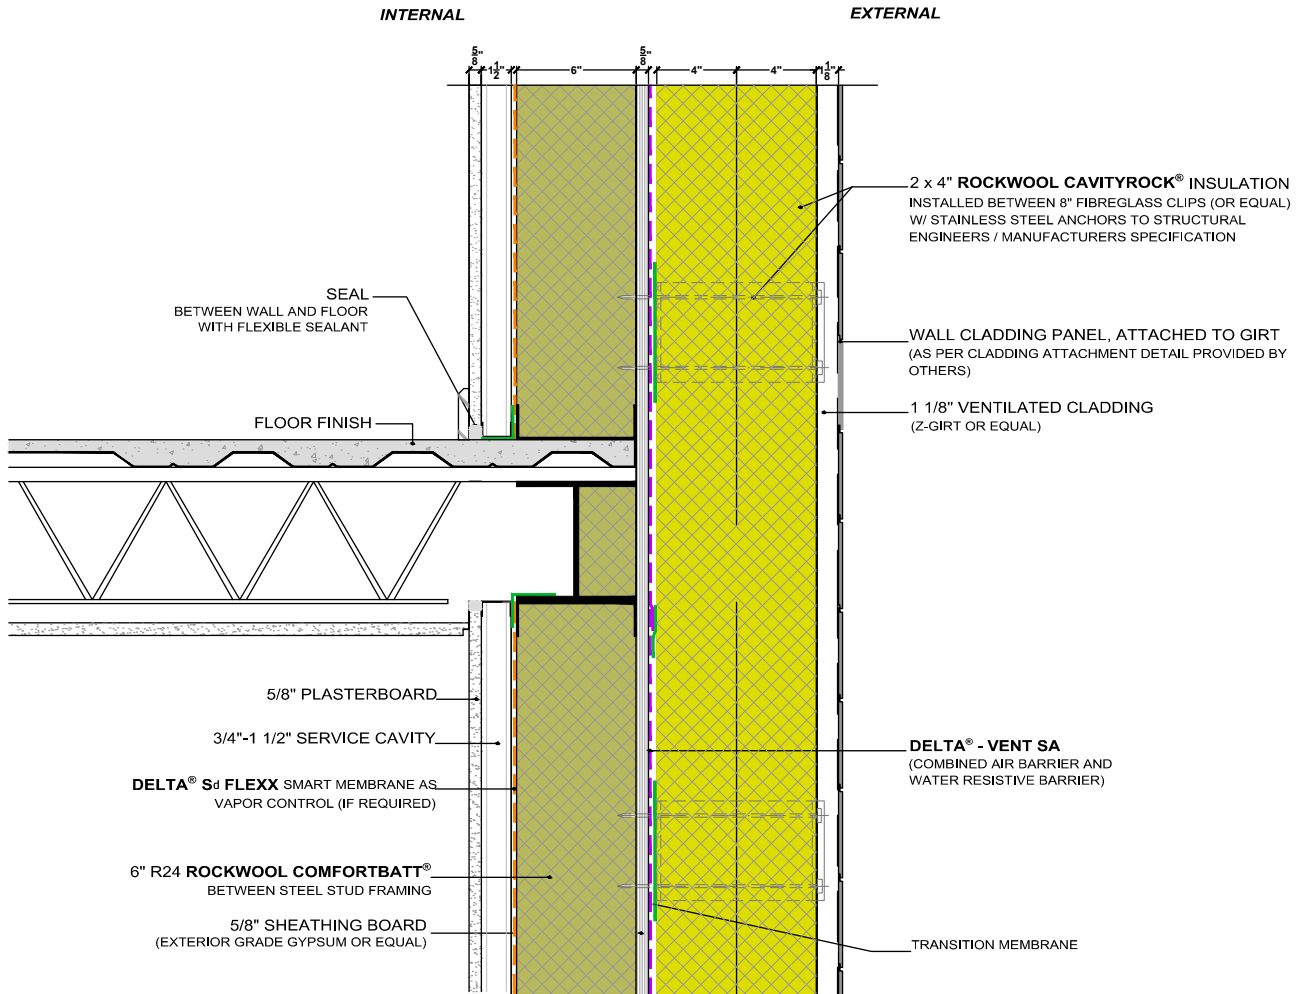 INTERNAL
EXTERNAL
5/8"
1 1/2"
6"
5/8"
4"
4"
1 1/8"
2 x 4" ROCKWOOL CAVITYROCK® INSULATION
INSTALLED BETWEEN 8" FIBREGLASS CLIPS (OR EQUAL)
W/ STAINLESS STEEL ANCHORS TO STRUCTURAL
ENGINEERS / MANUFACTURERS SPECIFICATION
SEAL
BETWEEN WALL AND FLOOR
WITH FLEXIBLE SEALANT
WALL CLADDING PANEL, ATTACHED TO GIRT
(AS PER CLADDING ATTACHMENT DETAIL PROVIDED BY
OTHERS)
FLOOR FINISH
1 1/8" VENTILATED CLADDING
(Z-GIRT OR EQUAL)
5/8" PLASTERBOARD
3/4"-1 1/2" SERVICE CAVITY
DELTA® Sd FLEXX SMART MEMBRANE AS
VAPOR CONTROL (IF REQUIRED)
DELTA® - VENT SA
(COMBINED AIR BARRIER AND
WATER RESISTIVE BARRIER)
6" R24 ROCKWOOL COMFORTBATT®
BETWEEN STEEL STUD FRAMING
5/8" SHEATHING BOARD
(EXTERIOR GRADE GYPSUM OR EQUAL)
TRANSITION MEMBRANE